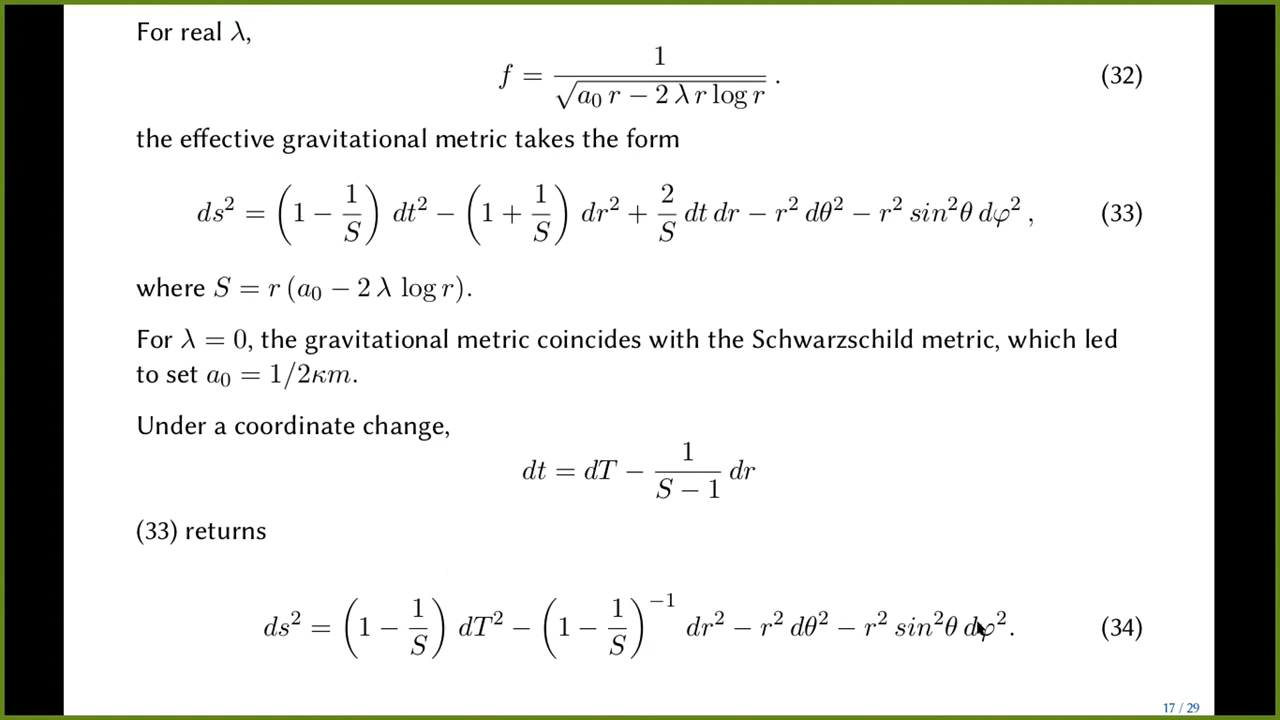 For real λ,
f = 1 / √(a₀ r − 2 λ r log r) . (32)
the effective gravitational metric takes the form
ds² = (1 − 1/S) dt² − (1 + 1/S) dr² + 2/S dt dr − r² dθ² − r² sin²θ dφ² , (33)
where S = r (a₀ − 2 λ log r).
For λ = 0, the gravitational metric coincides with the Schwarzschild metric, which led
to set a₀ = 1/2κm.
Under a coordinate change,
dt = dT − 1/(S − 1) dr
(33) returns
ds² = (1 − 1/S) dT² − (1 − 1/S)⁻¹ dr² − r² dθ² − r² sin²θ dφ². (34)
17 / 29